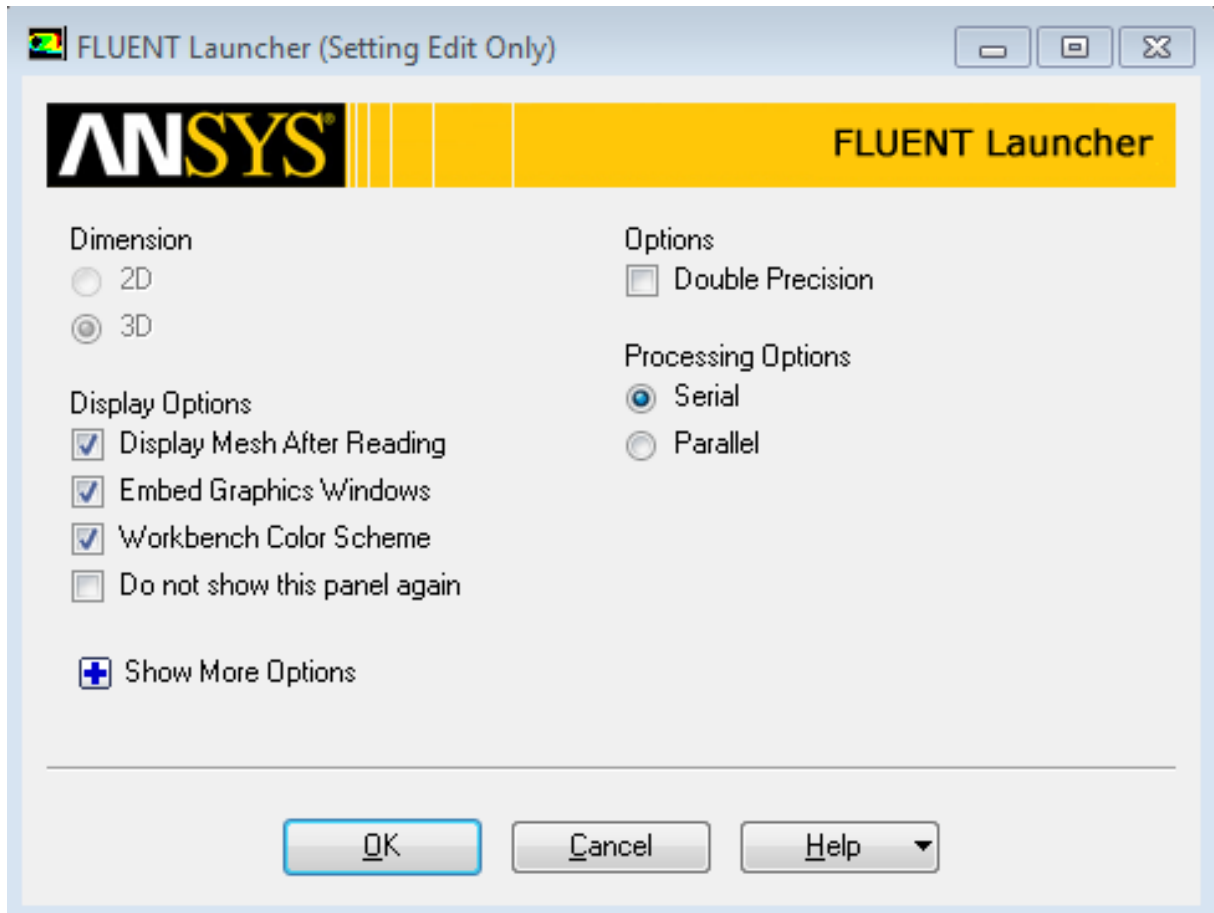 FLUENT Launcher (Setting Edit Only)
ANSYS®
FLUENT Launcher
Dimension
2D
3D
Display Options
Display Mesh After Reading
Embed Graphics Windows
Workbench Color Scheme
Do not show this panel again
Show More Options
Options
Double Precision
Processing Options
Serial
Parallel
OK
Cancel
Help